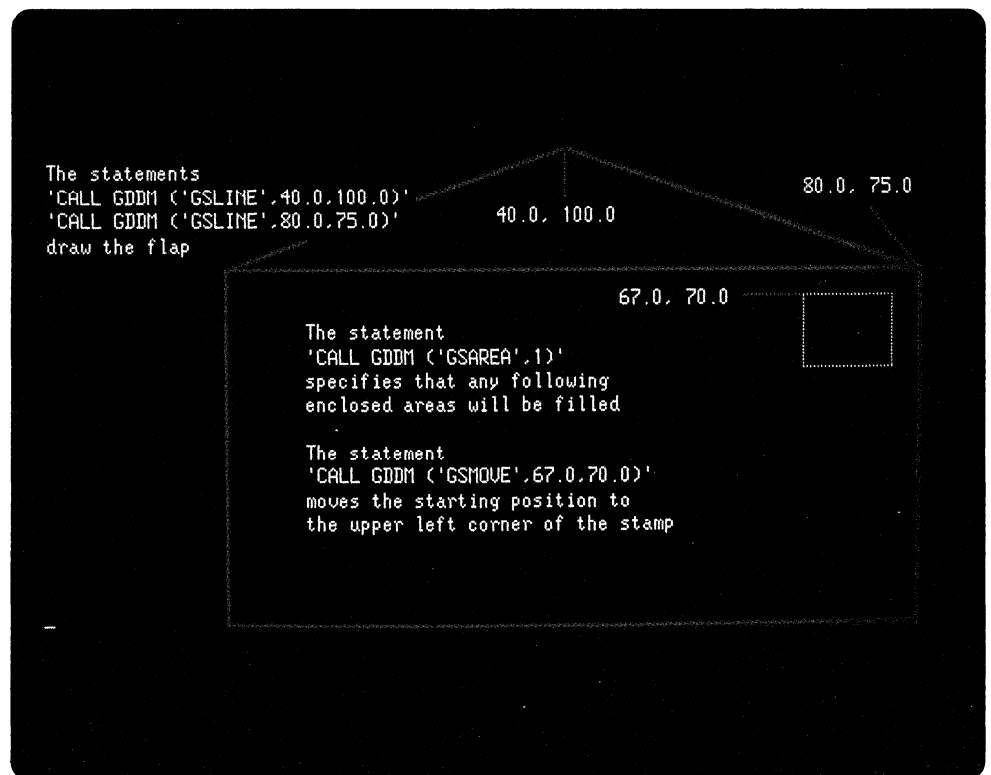 The statements
'CALL GDDM ('GSLINE',40.0,100.0)'
'CALL GDDM ('GSLINE',80.0,75.0)'
draw the flap
40.0, 100.0
80.0, 75.0
67.0, 70.0
The statement
'CALL GDDM ('GSAREA',1)'
specifies that any following
enclosed areas will be filled
The statement
'CALL GDDM ('GSMOVE',67.0,70.0)'
moves the starting position to
the upper left corner of the stamp